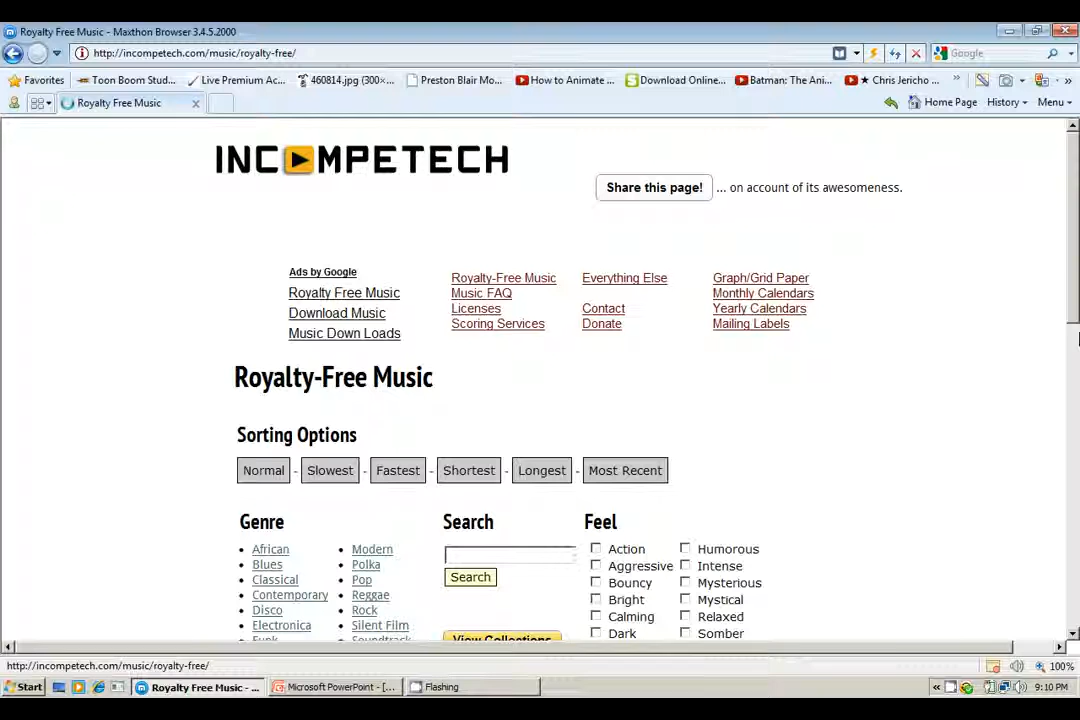 Royalty Free Music - Maxthon Browser 3.4.5.2000
http://incompetech.com/music/royalty-free/
Google
Favorites Toon Boom Stud... Live Premium Ac... 460814.jpg (300×... Preston Blair Mo... How to Animate ... Download Online... Batman: The Ani... ★ Chris Jericho ... »
Royalty Free Music x Home Page History Menu
INCOMPETECH
Share this page! ... on account of its awesomeness.
Ads by Google
Royalty Free Music
Download Music
Music Down Loads
Royalty-Free Music Everything Else Graph/Grid Paper
Music FAQ Monthly Calendars
Licenses Contact Yearly Calendars
Scoring Services Donate Mailing Labels
Royalty-Free Music
Sorting Options
Normal - Slowest - Fastest - Shortest - Longest - Most Recent
Genre Search Feel
• African • Modern Action Humorous
• Blues • Polka Aggressive Intense
• Classical • Pop Search Bouncy Mysterious
• Contemporary • Reggae Bright Mystical
• Disco • Rock Calming Relaxed
• Electronica • Silent Film Dark Somber
Funk Soundtrack View Collections
http://incompetech.com/music/royalty-free/ 100%
Start Royalty Free Music - ... Microsoft PowerPoint - [... Flashing « 9:10 PM